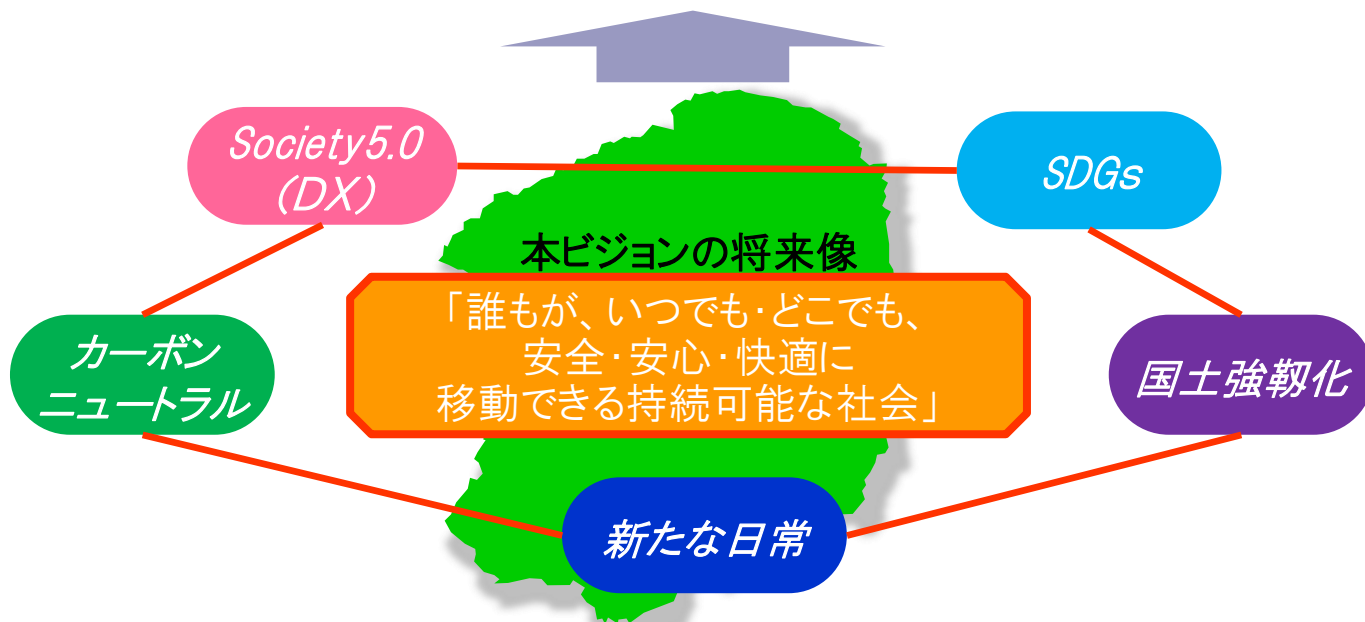 Society5.0
(DX)
SDGs
本ビジョンの将来像
「誰もが、いつでも・どこでも、
安全・安心・快適に
移動できる持続可能な社会」
カーボン
ニュートラル
国土強靱化
新たな日常